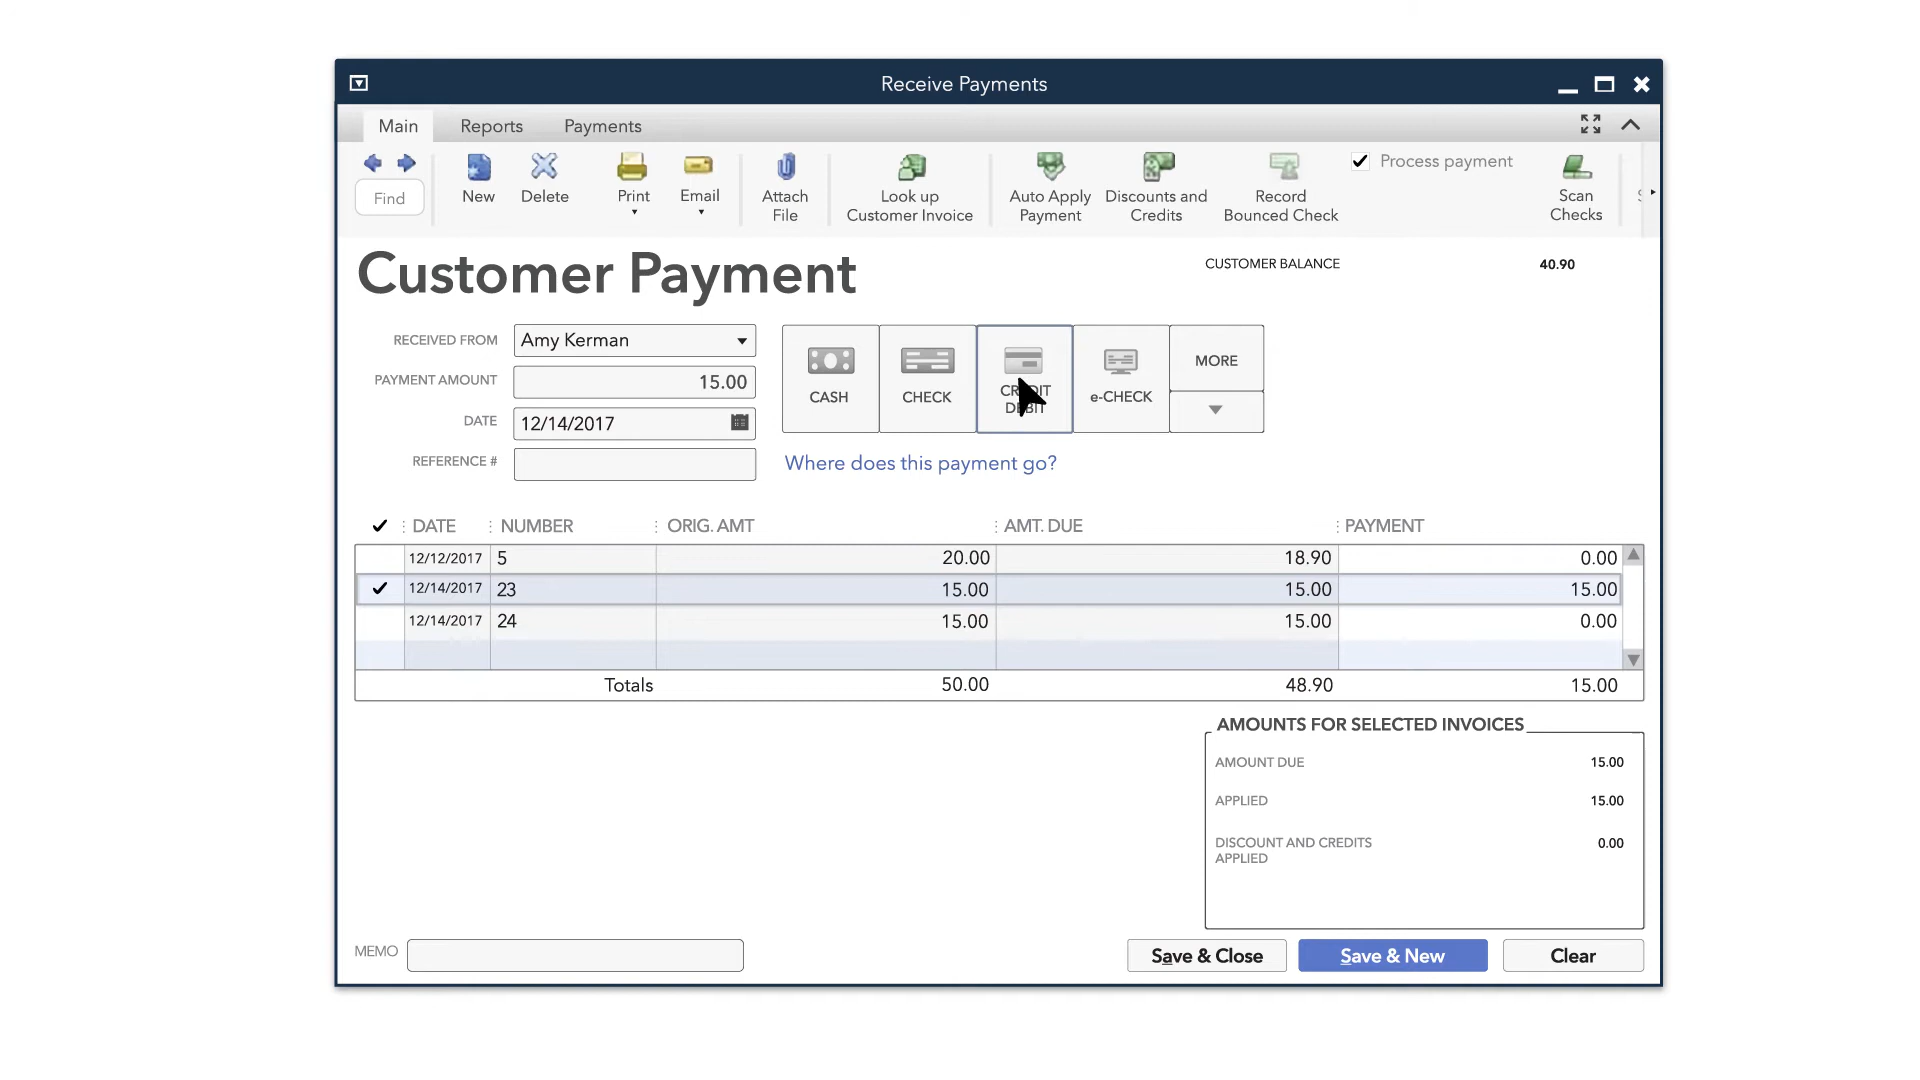 Receive Payments
Main Reports Payments
Find
New
Delete
Print
Email
Attach
File
Look up
Customer Invoice
Auto Apply
Payment
Discounts and
Credits
Record
Bounced Check
Process payment
Scan
Checks
Customer Payment
CUSTOMER BALANCE 40.90
RECEIVED FROM Amy Kerman
PAYMENT AMOUNT 15.00
DATE 12/14/2017
REFERENCE #
CASH
CHECK
CREDIT
DEBIT
e-CHECK
MORE
Where does this payment go?
DATE NUMBER ORIG. AMT AMT. DUE PAYMENT
12/12/2017 5 20.00 18.90 0.00
12/14/2017 23 15.00 15.00 15.00
12/14/2017 24 15.00 15.00 0.00
Totals 50.00 48.90 15.00
AMOUNTS FOR SELECTED INVOICES
AMOUNT DUE 15.00
APPLIED 15.00
DISCOUNT AND CREDITS 0.00
APPLIED
MEMO
Save & Close
Save & New
Clear